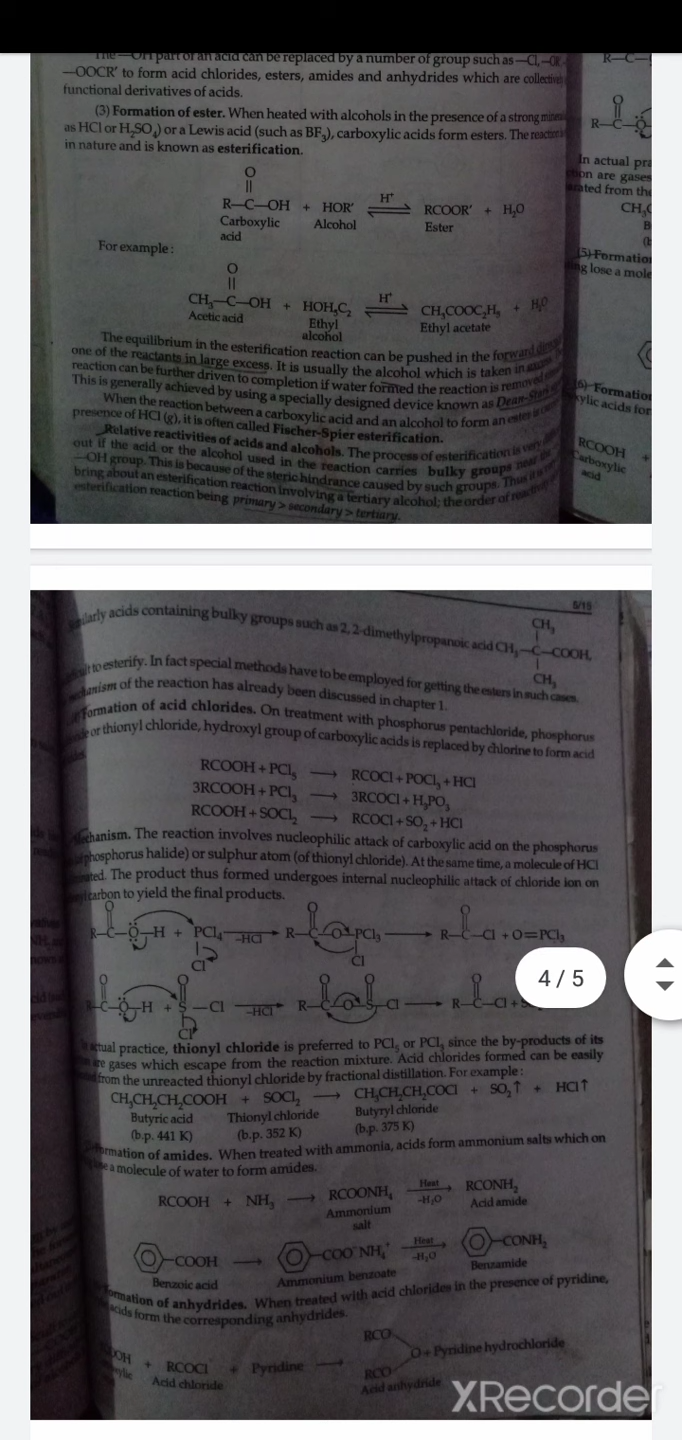 The —OH part of an acid can be replaced by a number of group such as —Cl, —OR
—OOCR′ to form acid chlorides, esters, amides and anhydrides which are
functional derivatives of acids.
(3) Formation of ester. When heated with alcohols in the presence of a strong
as HCl or H₂SO₄) or a Lewis acid (such as BF₃), carboxylic acids form esters. The
in nature and is known as esterification.
O
||
R—C—OH + HOR′ ⇌ RCOOR′ + H₂O
H⁺
Carboxylic Alcohol Ester
acid
For example :
O
||
CH₃—C—OH + HOH₅C₂ ⇌ CH₃COOC₂H₅ + H₂O
H⁺
Acetic acid Ethyl Ethyl acetate
alcohol
The equilibrium in the esterification reaction can be pushed in the forward
one of the reactants in large excess. It is usually the alcohol which is taken in
reaction can be further driven to completion if water formed the reaction is removed
This is generally achieved by using a specially designed device known as Dean-
When the reaction between a carboxylic acid and an alcohol to form an ester is
presence of HCl (g), it is often called Fischer-Spier esterification.
Relative reactivities of acids and alcohols. The process of esterification is very
out if the acid or the alcohol used in the reaction carries bulky groups near the
—OH group. This is because of the steric hindrance caused by such groups. Thus
bring about an esterification reaction involving a tertiary alcohol; the order of
esterification reaction being primary > secondary > tertiary.
R—C—
O
||
R—C—O
In actual
are gases
from the
CH₃
(5) Formation
lose a mole
(6) Formation
acids for
RCOOH +
Carboxylic
acid
acids containing bulky groups such as 2, 2-dimethylpropanoic acid CH₃—C—COOH,
CH₃
CH₃
to esterify. In fact special methods have to be employed for getting the esters in such cases.
of the reaction has already been discussed in chapter 1.
Formation of acid chlorides. On treatment with phosphorus pentachloride, phosphorus
or thionyl chloride, hydroxyl group of carboxylic acids is replaced by chlorine to form acid
RCOOH + PCl₅ ⟶ RCOCl + POCl₃ + HCl
3RCOOH + PCl₃ ⟶ 3RCOCl + H₃PO₃
RCOOH + SOCl₂ ⟶ RCOCl + SO₂ + HCl
The reaction involves nucleophilic attack of carboxylic acid on the phosphorus
phosphorus halide) or sulphur atom (of thionyl chloride). At the same time, a molecule of HCl
The product thus formed undergoes internal nucleophilic attack of chloride ion on
carbon to yield the final products.
R—C—O—H + PCl₄ —HCl→ R—C—O—PCl₃ ⟶ R—C—Cl + O=PCl₃
Cl Cl
R—C—O—H + S—Cl —HCl→ R—C—O—S—Cl ⟶ R—C—Cl +
Cl
4 / 5
actual practice, thionyl chloride is preferred to PCl₅ or PCl₃ since the by-products of its
are gases which escape from the reaction mixture. Acid chlorides formed can be easily
from the unreacted thionyl chloride by fractional distillation. For example :
CH₃CH₂CH₂COOH + SOCl₂ ⟶ CH₃CH₂CH₂COCl + SO₂↑ + HCl↑
Butyric acid Thionyl chloride Butyryl chloride
(b.p. 441 K) (b.p. 352 K) (b.p. 375 K)
Formation of amides. When treated with ammonia, acids form ammonium salts which on
a molecule of water to form amides.
RCOOH + NH₃ ⟶ RCOONH₄ Heat –H₂O ⟶ RCONH₂
Ammonium Acid amide
salt
—COOH ⟶ —COO⁻NH₄⁺ Heat –H₂O ⟶ —CONH₂
Benzoic acid Ammonium benzoate Benzamide
Formation of anhydrides. When treated with acid chlorides in the presence of pyridine,
acids form the corresponding anhydrides.
RCO
+ RCOCl + Pyridine ⟶ O + Pyridine hydrochloride
RCO
Acid chloride Acid anhydride
XRecorder